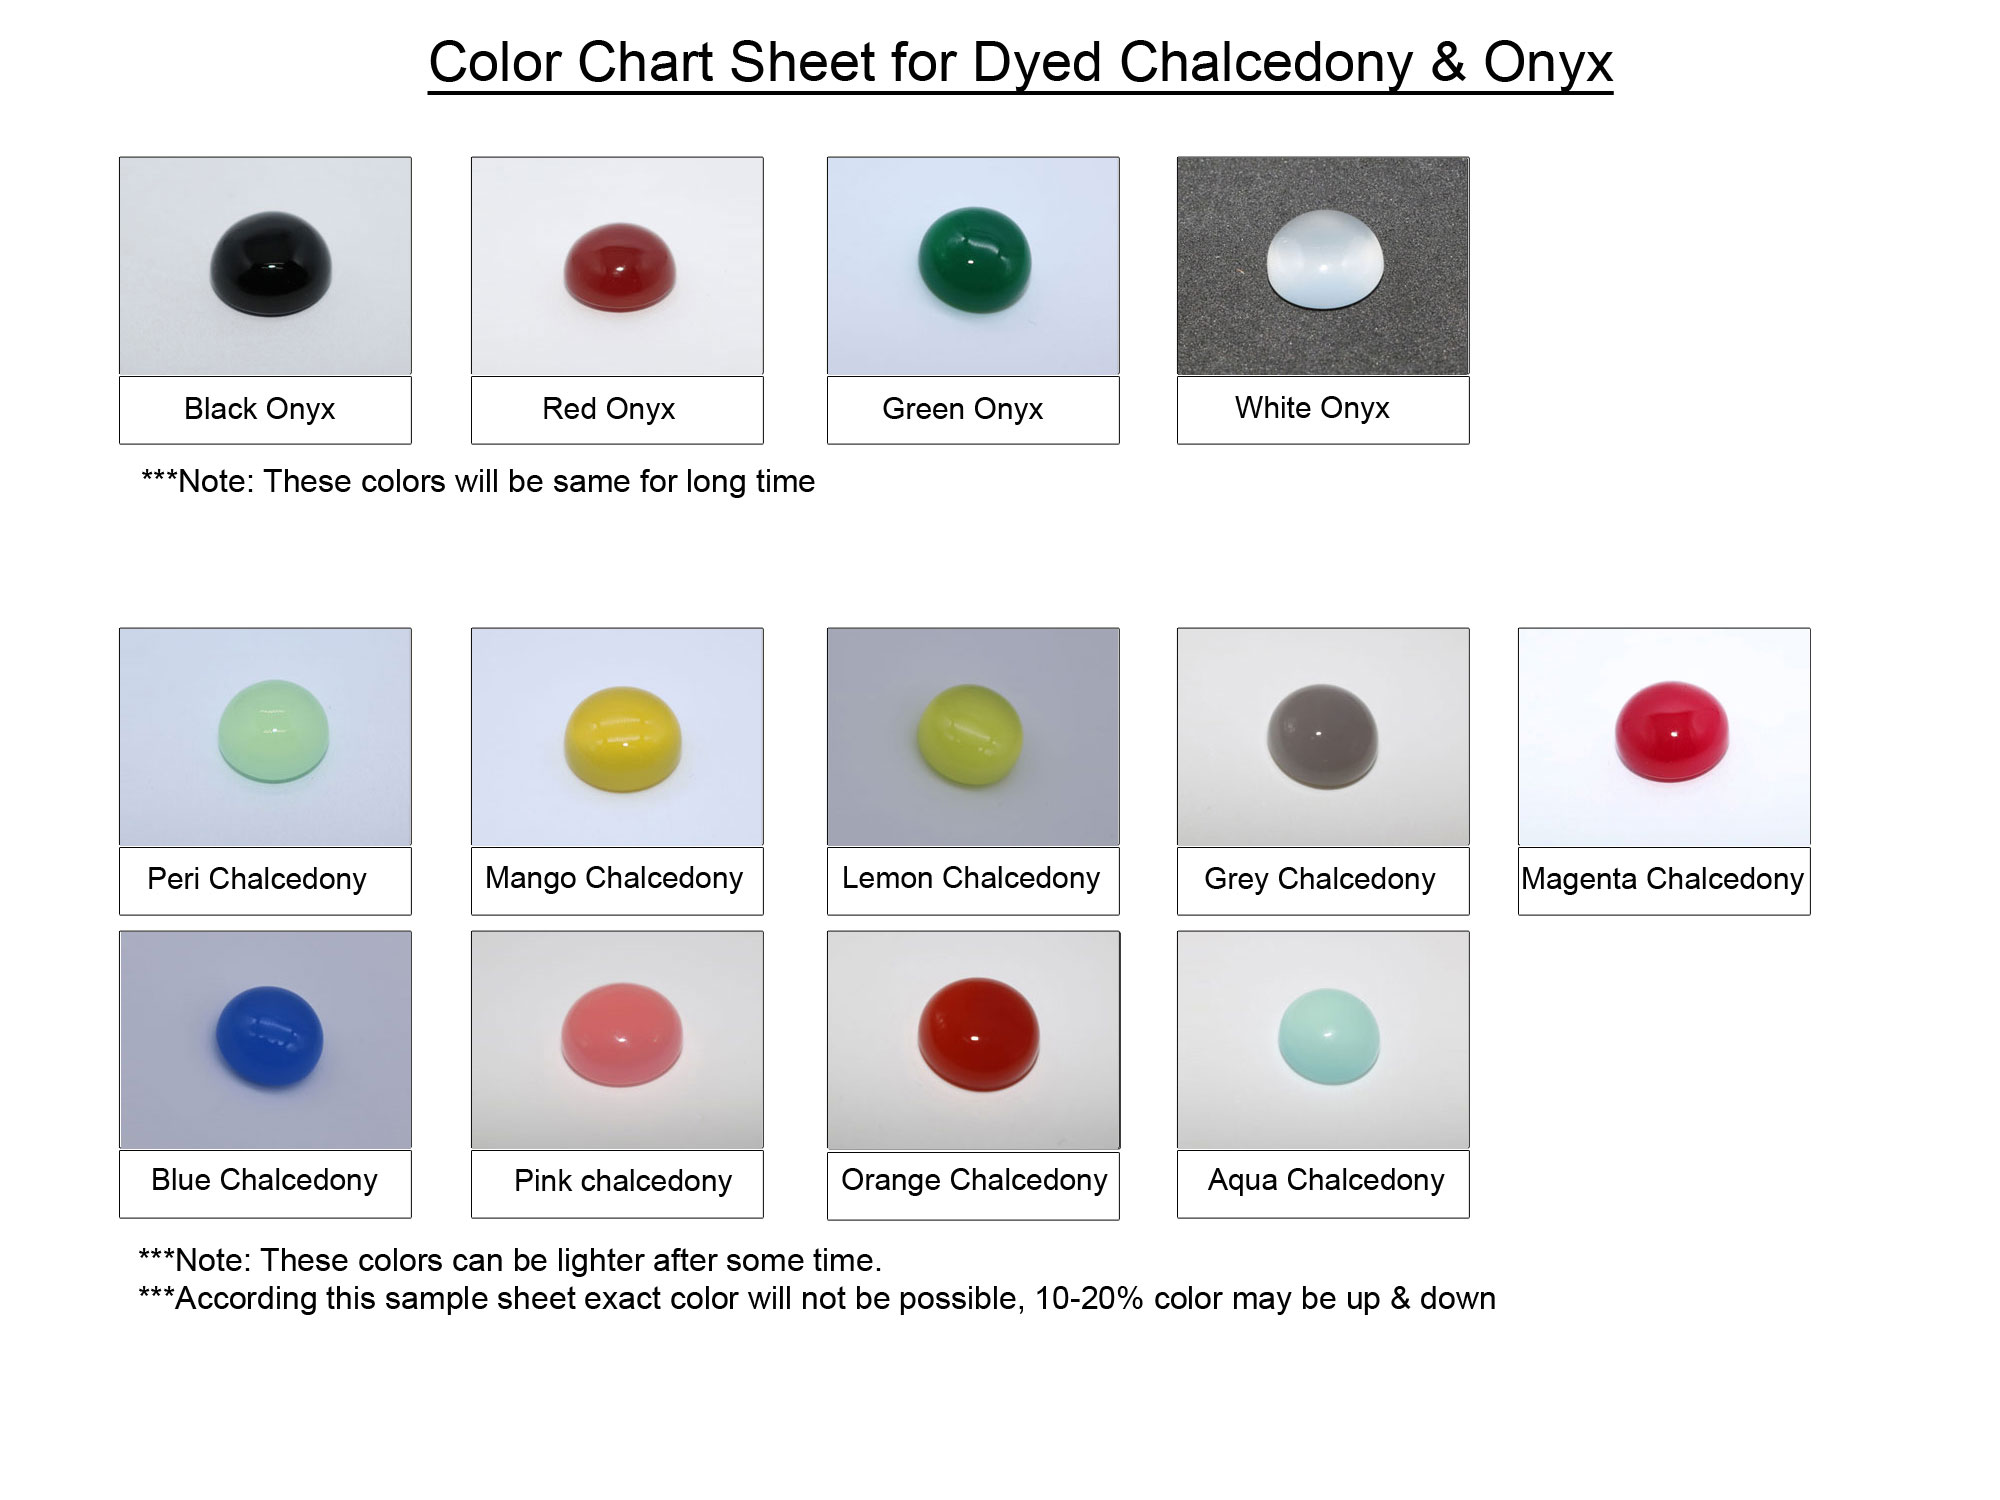 Color Chart Sheet for Dyed Chalcedony & Onyx
Black Onyx
Red Onyx
Green Onyx
White Onyx
***Note: These colors will be same for long time
Peri Chalcedony
Mango Chalcedony
Lemon Chalcedony
Grey Chalcedony
Magenta Chalcedony
Blue Chalcedony
Pink chalcedony
Orange Chalcedony
Aqua Chalcedony
***Note: These colors can be lighter after some time.
***According this sample sheet exact color will not be possible, 10-20% color may be up & down